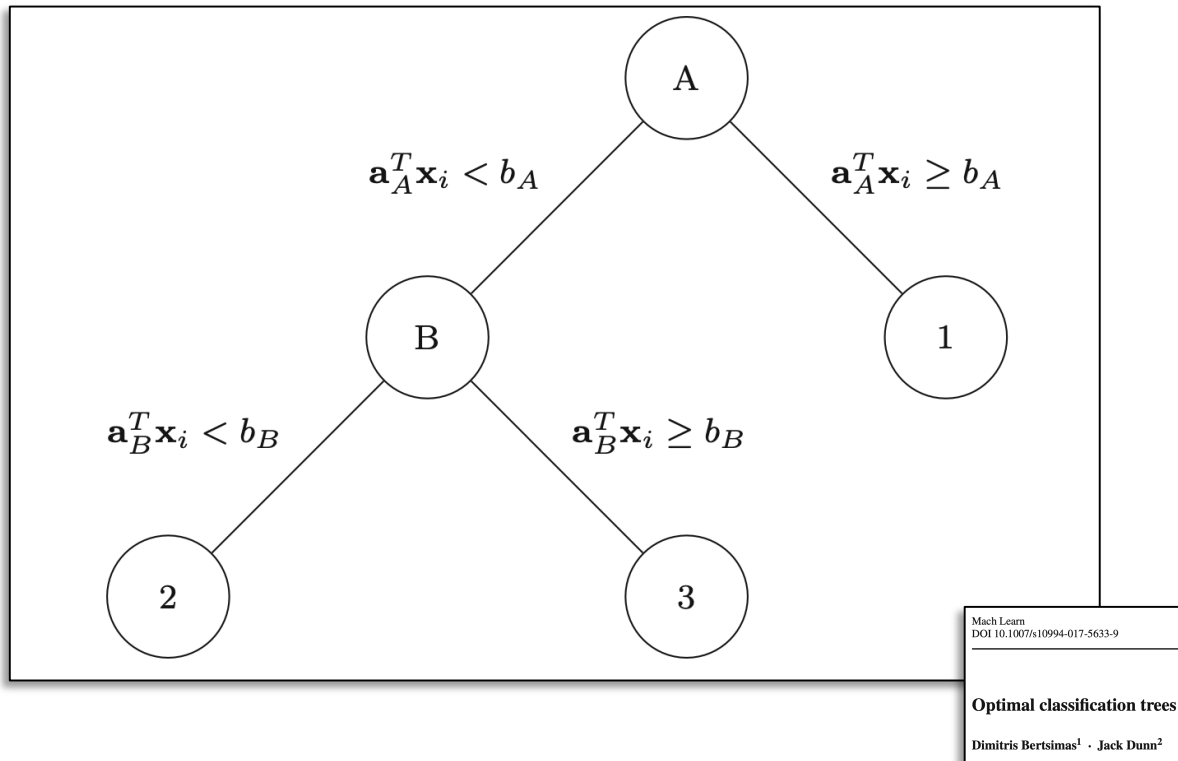 A
𝐚_A^T 𝐱_i < b_A
𝐚_A^T 𝐱_i ≥ b_A
B
1
𝐚_B^T 𝐱_i < b_B
𝐚_B^T 𝐱_i ≥ b_B
2
3
Mach Learn
DOI 10.1007/s10994-017-5633-9
Optimal classification trees
Dimitris Bertsimas¹ · Jack Dunn²